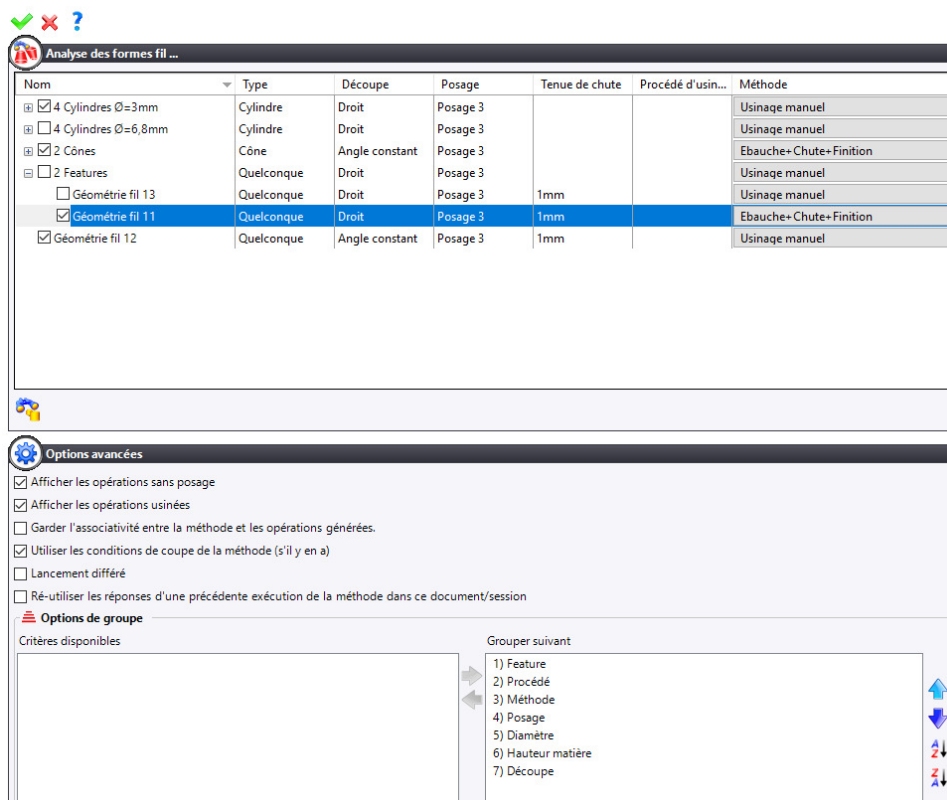 ?
Analyse des formes fil ...
Nom Type Découpe Posage Tenue de chute Procédé d'usin... Méthode
4 Cylindres Ø=3mm Cylindre Droit Posage 3 Usinage manuel
4 Cylindres Ø=6,8mm Cylindre Droit Posage 3 Usinage manuel
2 Cônes Cône Angle constant Posage 3 Ebauche+Chute+Finition
2 Features Quelconque Droit Posage 3 Usinage manuel
Géométrie fil 13 Quelconque Droit Posage 3 1mm Usinage manuel
Géométrie fil 11 Quelconque Droit Posage 3 1mm Ebauche+Chute+Finition
Géométrie fil 12 Quelconque Angle constant Posage 3 1mm Usinage manuel
Options avancées
Afficher les opérations sans posage
Afficher les opérations usinées
Garder l'associativité entre la méthode et les opérations générées.
Utiliser les conditions de coupe de la méthode (s'il y en a)
Lancement différé
Ré-utiliser les réponses d'une précédente exécution de la méthode dans ce document/session
Options de groupe
Critères disponibles Grouper suivant
1) Feature
2) Procédé
3) Méthode
4) Posage
5) Diamètre
6) Hauteur matière
7) Découpe
A
Z
Z
A